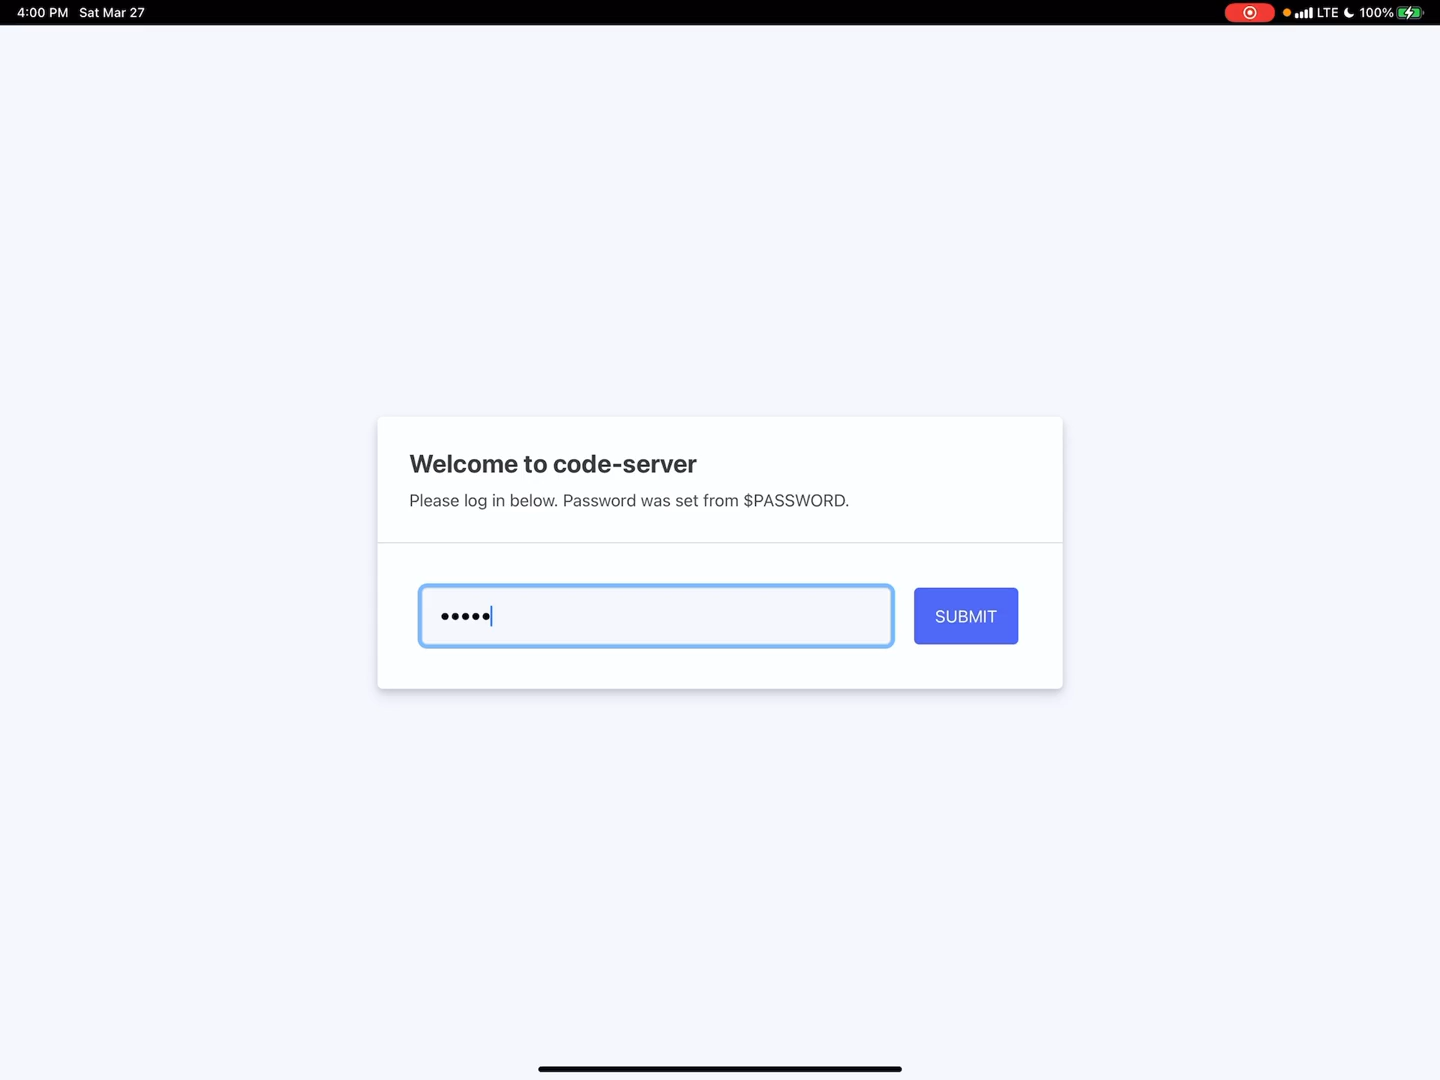 4:00 PM Sat Mar 27
LTE 100%
Welcome to code-server
Please log in below. Password was set from $PASSWORD.
•••••
SUBMIT